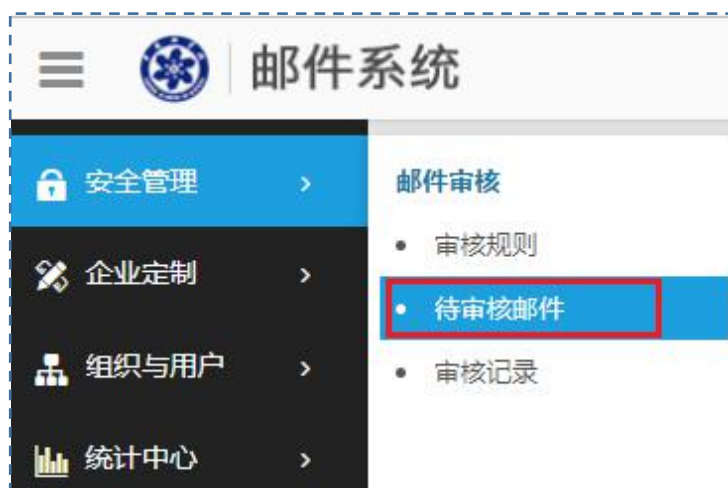 邮件系统
安全管理
企业定制
组织与用户
统计中心
邮件审核
审核规则
待审核邮件
审核记录